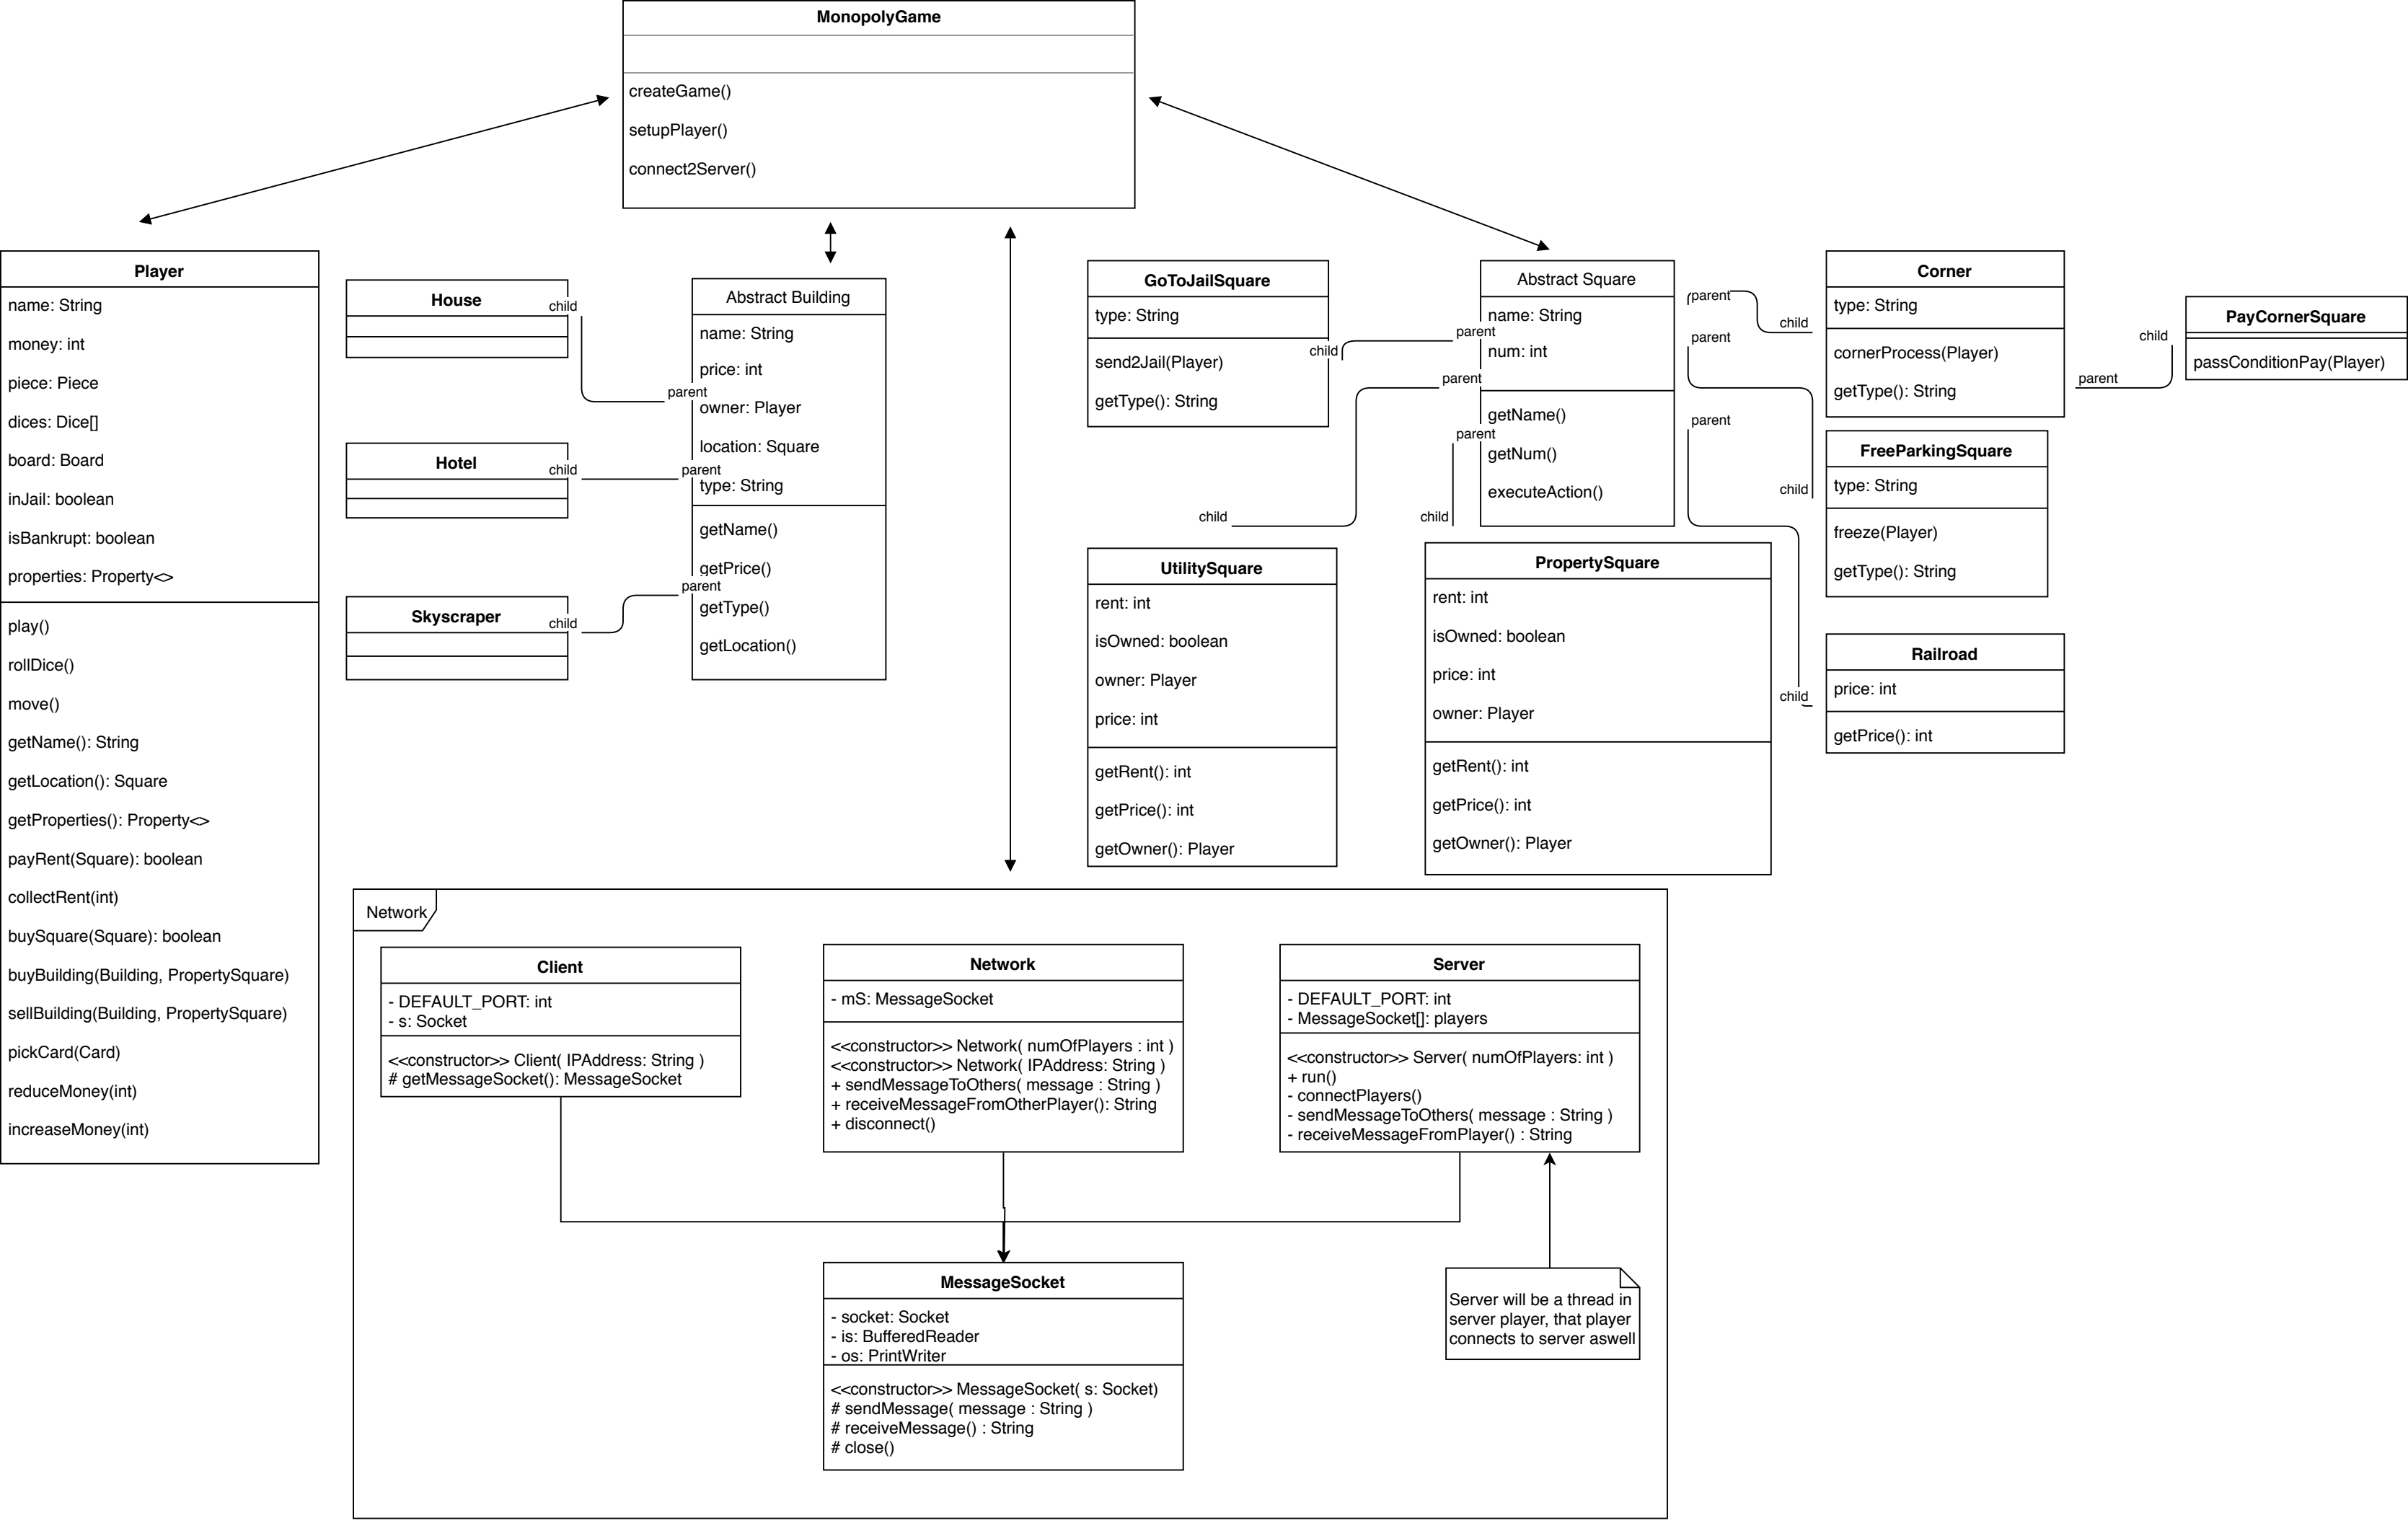 MonopolyGame
createGame()
setupPlayer()
connect2Server()
Player
name: String
money: int
piece: Piece
dices: Dice[]
board: Board
inJail: boolean
isBankrupt: boolean
properties: Property<>
play()
rollDice()
move()
getName(): String
getLocation(): Square
getProperties(): Property<>
payRent(Square): boolean
collectRent(int)
buySquare(Square): boolean
buyBuilding(Building, PropertySquare)
sellBuilding(Building, PropertySquare)
pickCard(Card)
reduceMoney(int)
increaseMoney(int)
House
child
parent
Hotel
child
parent
Skyscraper
child
parent
Abstract Building
name: String
price: int
owner: Player
location: Square
type: String
getName()
getPrice()
getType()
getLocation()
GoToJailSquare
type: String
send2Jail(Player)
getType(): String
child
parent
Abstract Square
name: String
num: int
getName()
getNum()
executeAction()
parent
child
parent
child
UtilitySquare
rent: int
isOwned: boolean
owner: Player
price: int
getRent(): int
getPrice(): int
getOwner(): Player
PropertySquare
rent: int
isOwned: boolean
price: int
owner: Player
getRent(): int
getPrice(): int
getOwner(): Player
parent
child
parent
child
parent
child
Corner
type: String
cornerProcess(Player)
getType(): String
parent
child
PayCornerSquare
passConditionPay(Player)
FreeParkingSquare
type: String
freeze(Player)
getType(): String
Railroad
price: int
getPrice(): int
Network
Client
- DEFAULT_PORT: int
- s: Socket
<<constructor>> Client( IPAddress: String )
# getMessageSocket(): MessageSocket
Network
- mS: MessageSocket
<<constructor>> Network( numOfPlayers : int )
<<constructor>> Network( IPAddress: String )
+ sendMessageToOthers( message : String )
+ receiveMessageFromOtherPlayer(): String
+ disconnect()
Server
- DEFAULT_PORT: int
- MessageSocket[]: players
<<constructor>> Server( numOfPlayers: int )
+ run()
- connectPlayers()
- sendMessageToOthers( message : String )
- receiveMessageFromPlayer() : String
MessageSocket
- socket: Socket
- is: BufferedReader
- os: PrintWriter
<<constructor>> MessageSocket( s: Socket)
# sendMessage( message : String )
# receiveMessage() : String
# close()
Server will be a thread in
server player, that player
connects to server aswell